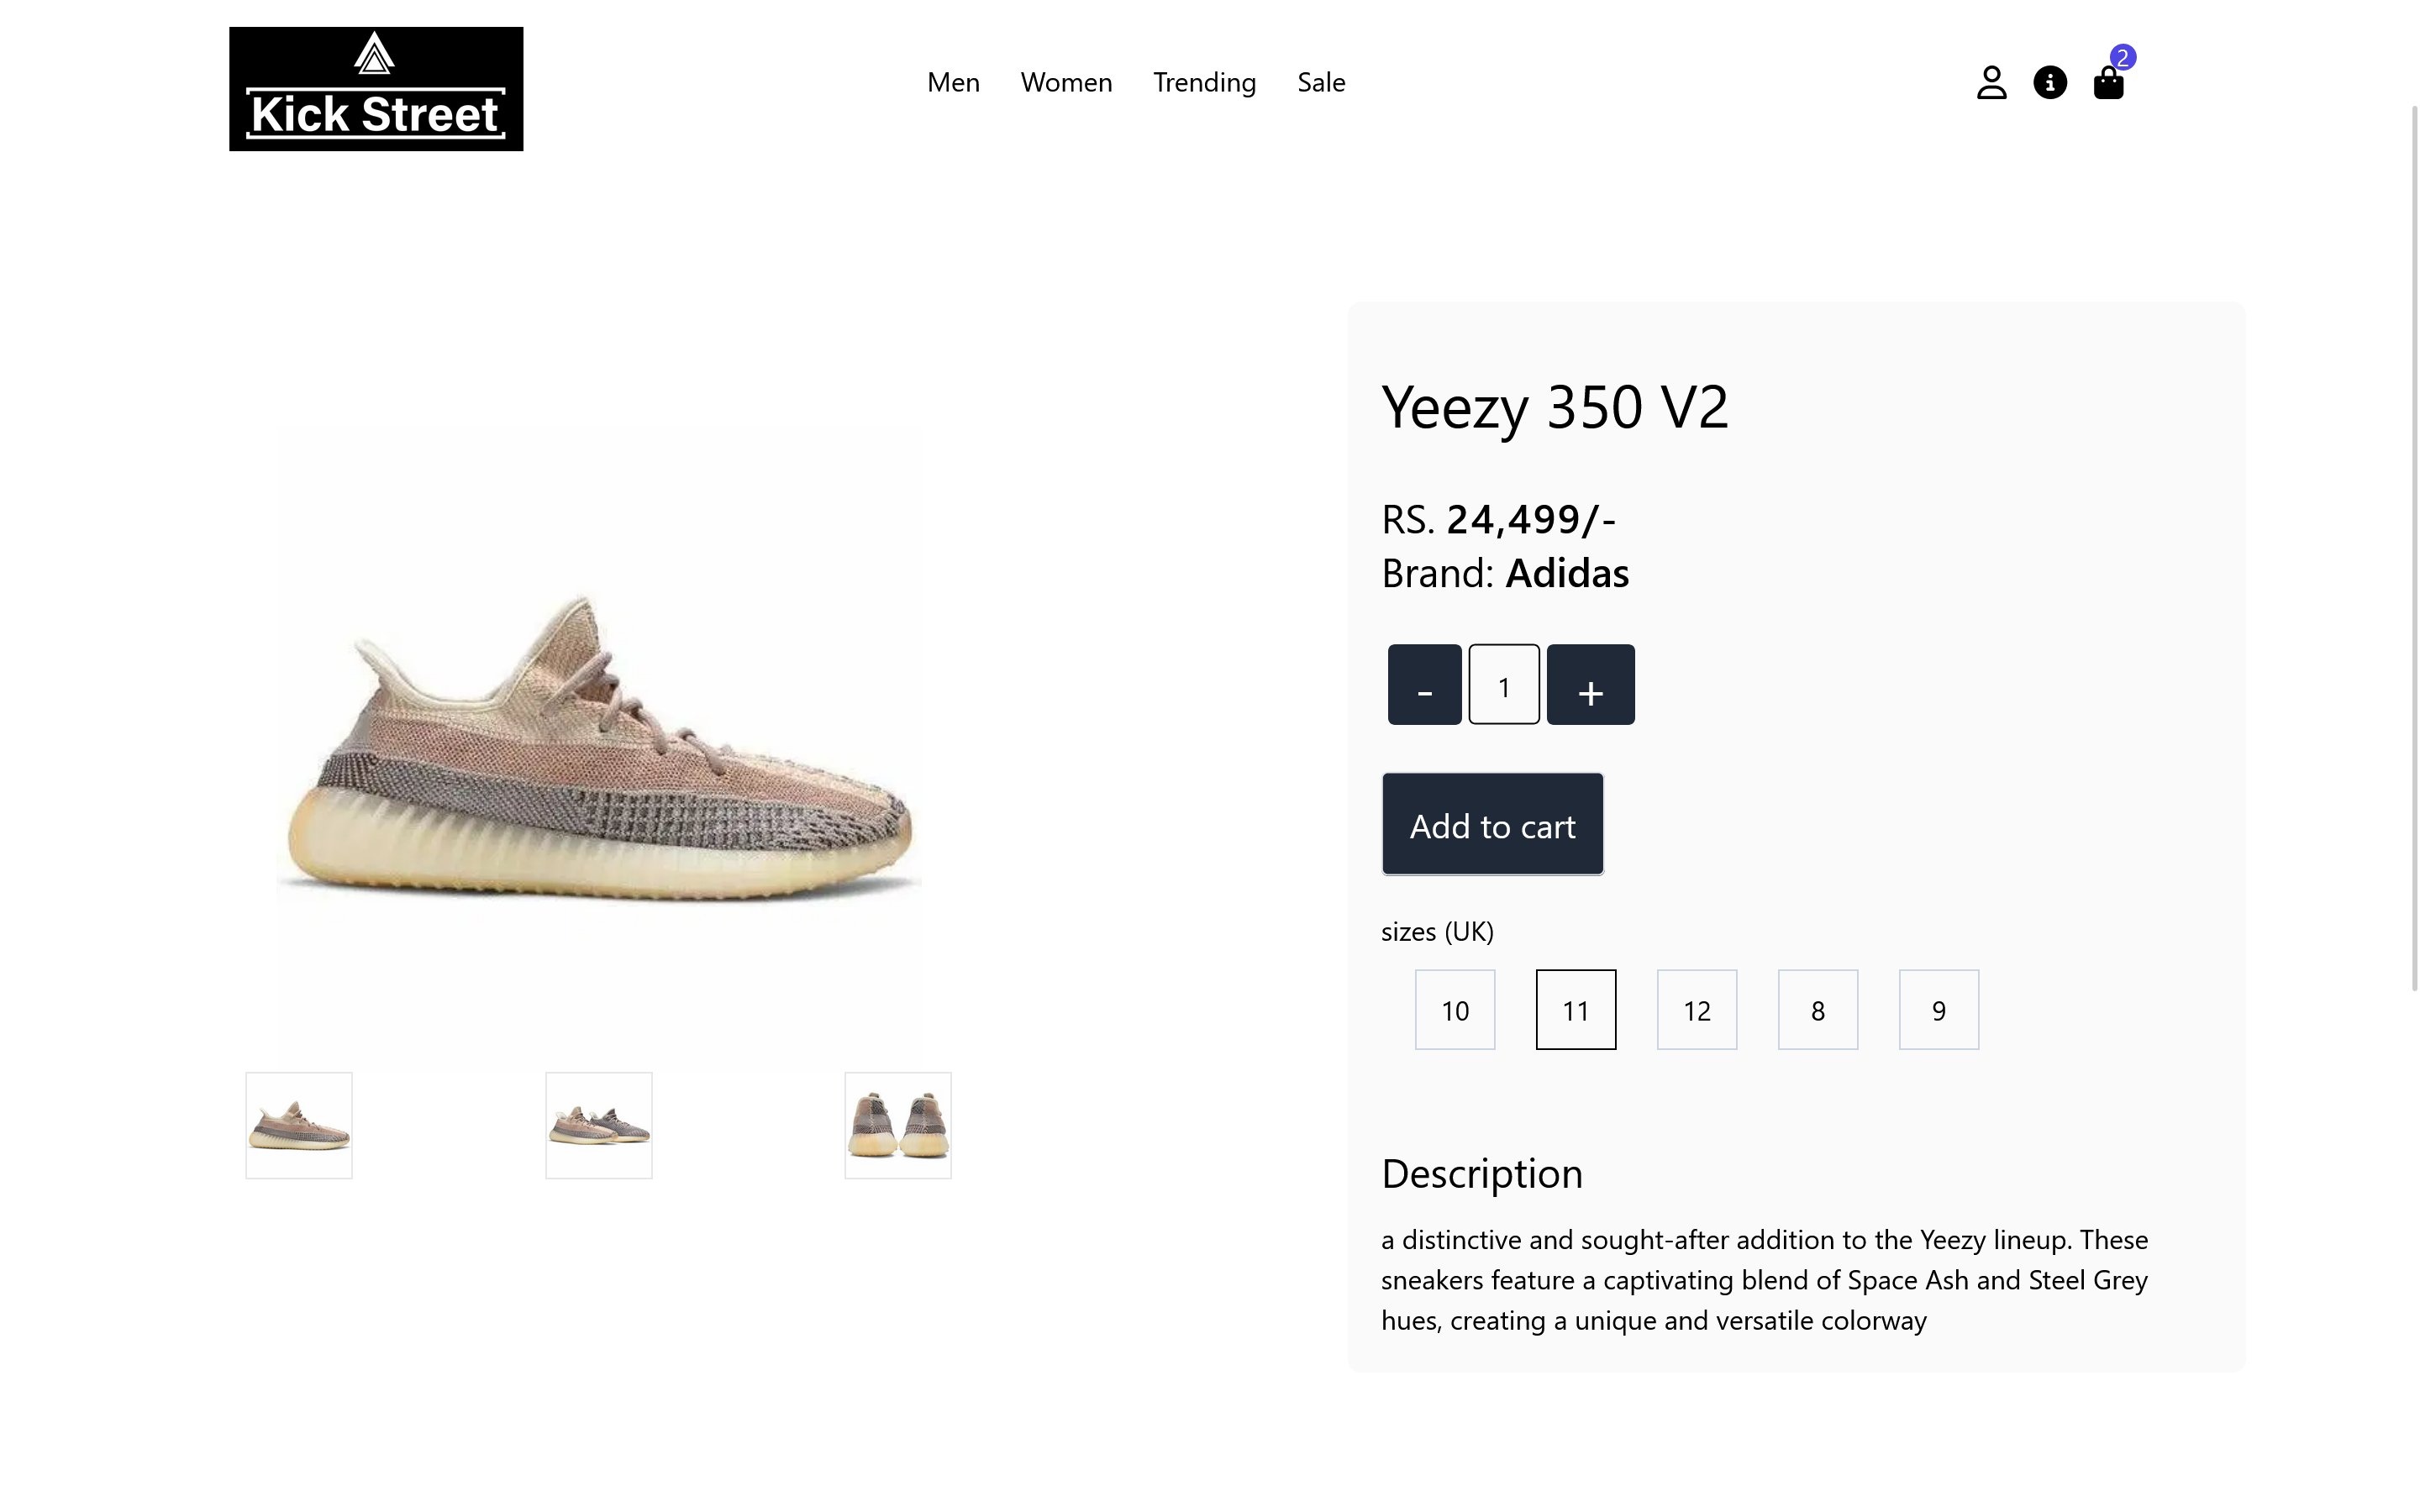 Kick Street
Men Women Trending Sale
2
Yeezy 350 V2
RS. 24,499/-
Brand: Adidas
- 1 +
Add to cart
sizes (UK)
10 11 12 8 9
Description
a distinctive and sought-after addition to the Yeezy lineup. These
sneakers feature a captivating blend of Space Ash and Steel Grey
hues, creating a unique and versatile colorway